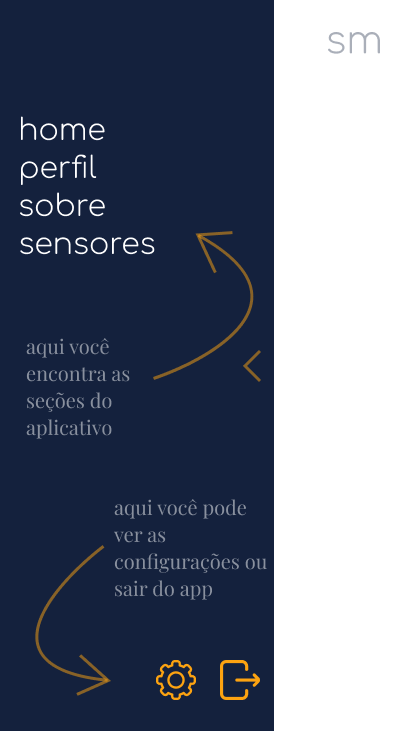 sm
home
perfil
sobre
sensores
aqui você
encontra as
seções do
aplicativo
aqui você pode
ver as
configurações ou
sair do app